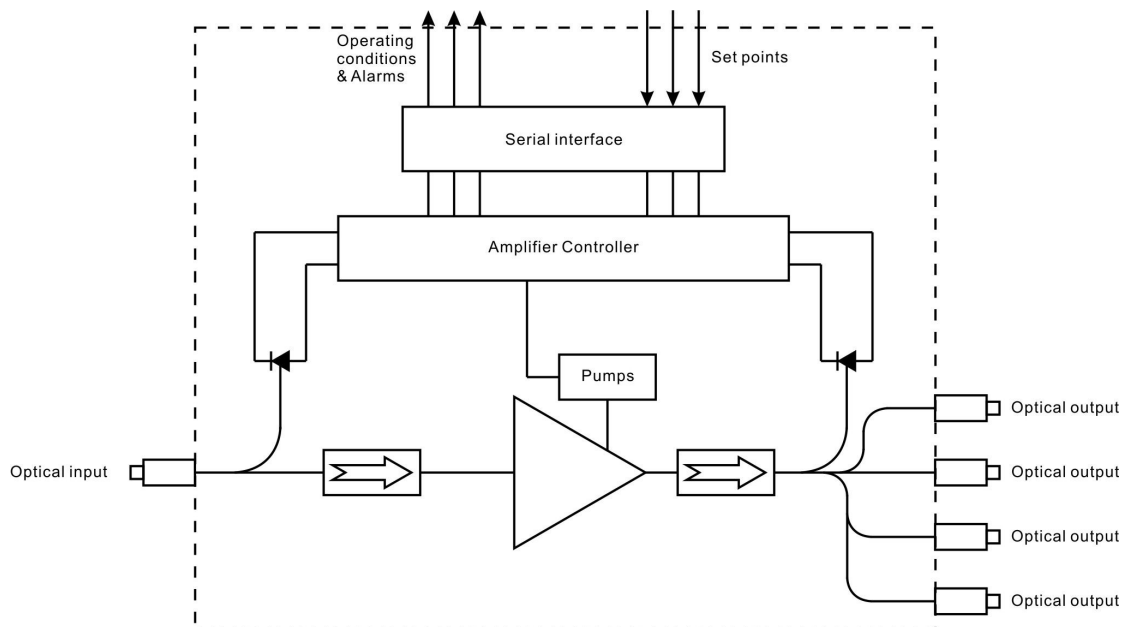 Operating
conditions
& Alarms
Set points
Serial interface
Amplifier Controller
Pumps
Optical input
Optical output
Optical output
Optical output
Optical output